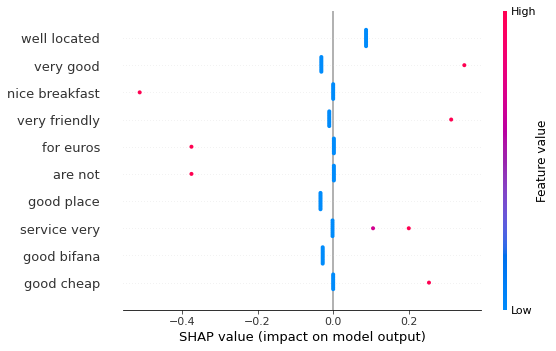 High
well located
very good
nice breakfast
very friendly
for euros
are not
good place
service very
good bifana
good cheap
Feature value
Low
−0.4 −0.2 0.0 0.2
SHAP value (impact on model output)